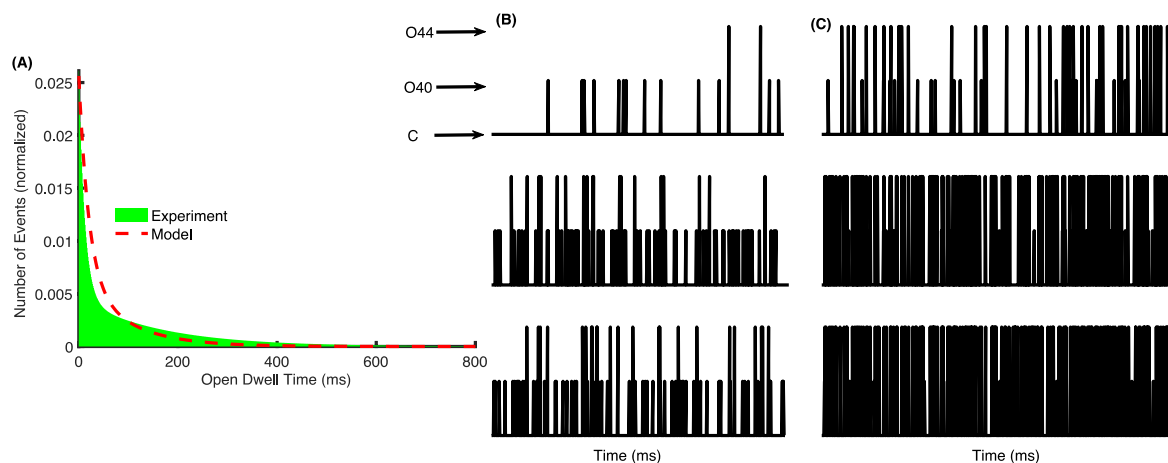 (A)
0.025
0.02
0.015
0.01
0.005
0
Number of Events (normalized)
Experiment
Model
0 200 400 600 800
Open Dwell Time (ms)
(B)
O44
O40
C
Time (ms)
(C)
Time (ms)